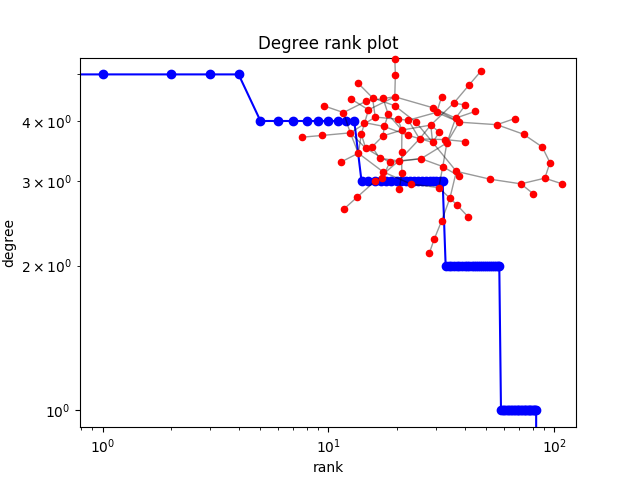 Degree rank plot
degree
4 × 10⁰
3 × 10⁰
2 × 10⁰
10⁰
10⁰ 10¹ 10²
rank